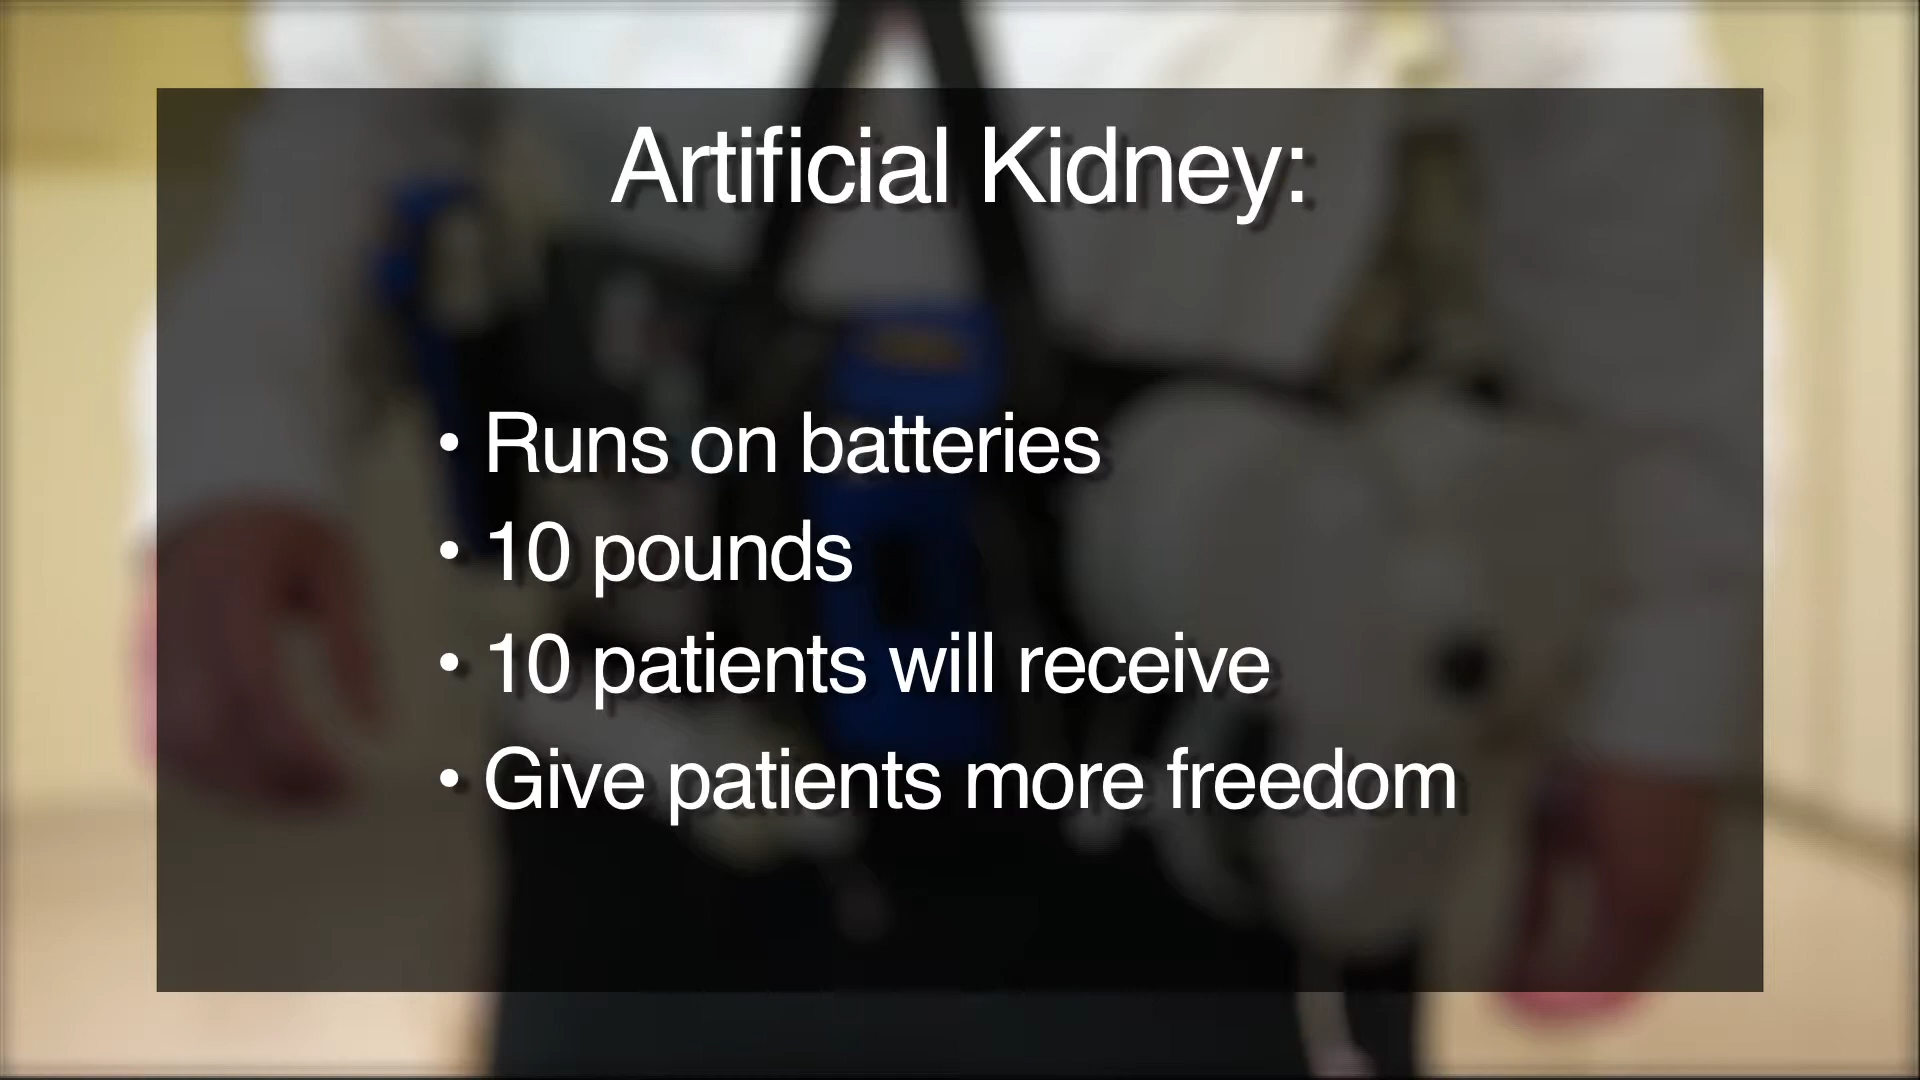 Artificial Kidney:
• Runs on batteries
• 10 pounds
• 10 patients will receive
• Give patients more freedom